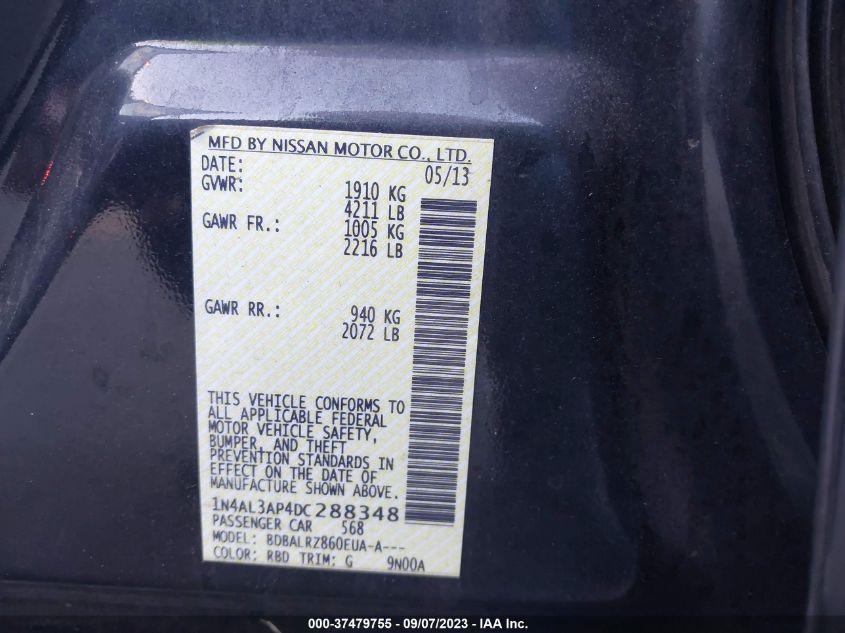 MFD BY NISSAN MOTOR CO., LTD.
DATE: 05/13
GVWR: 1910 KG
4211 LB
GAWR FR.: 1005 KG
2216 LB
GAWR RR.: 940 KG
2072 LB
THIS VEHICLE CONFORMS TO
ALL APPLICABLE FEDERAL
MOTOR VEHICLE SAFETY,
BUMPER, AND THEFT
PREVENTION STANDARDS IN
EFFECT ON THE DATE OF
MANUFACTURE SHOWN ABOVE.
1N4AL3AP4DC288348
PASSENGER CAR 568
MODEL: BDBALRZ860EUA-A---
COLOR: RBD TRIM: G 9N00A
000-37479755 - 09/07/2023 - IAA Inc.